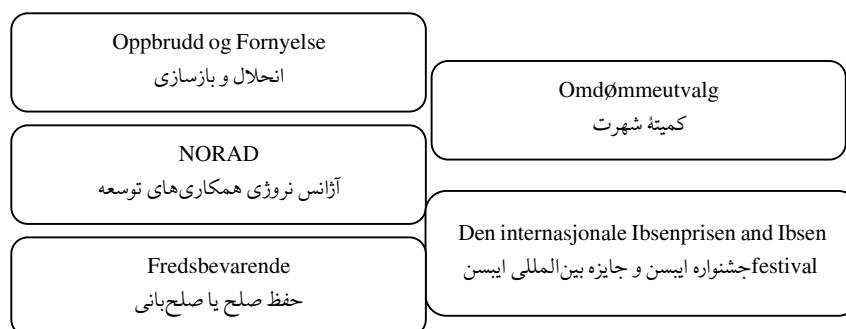 Oppbrudd og Fornyelse
انحلال و بازسازی
NORAD
آژانس نروژی همکاری‌های توسعه
Fredsbevarende
حفظ صلح یا صلح‌بانی
Omdømmeutvalg
کمیتهٔ شهرت
Den internasjonale Ibsenprisen and Ibsen
festivalجشنواره ایبسن و جایزه بین‌المللی ایبسن